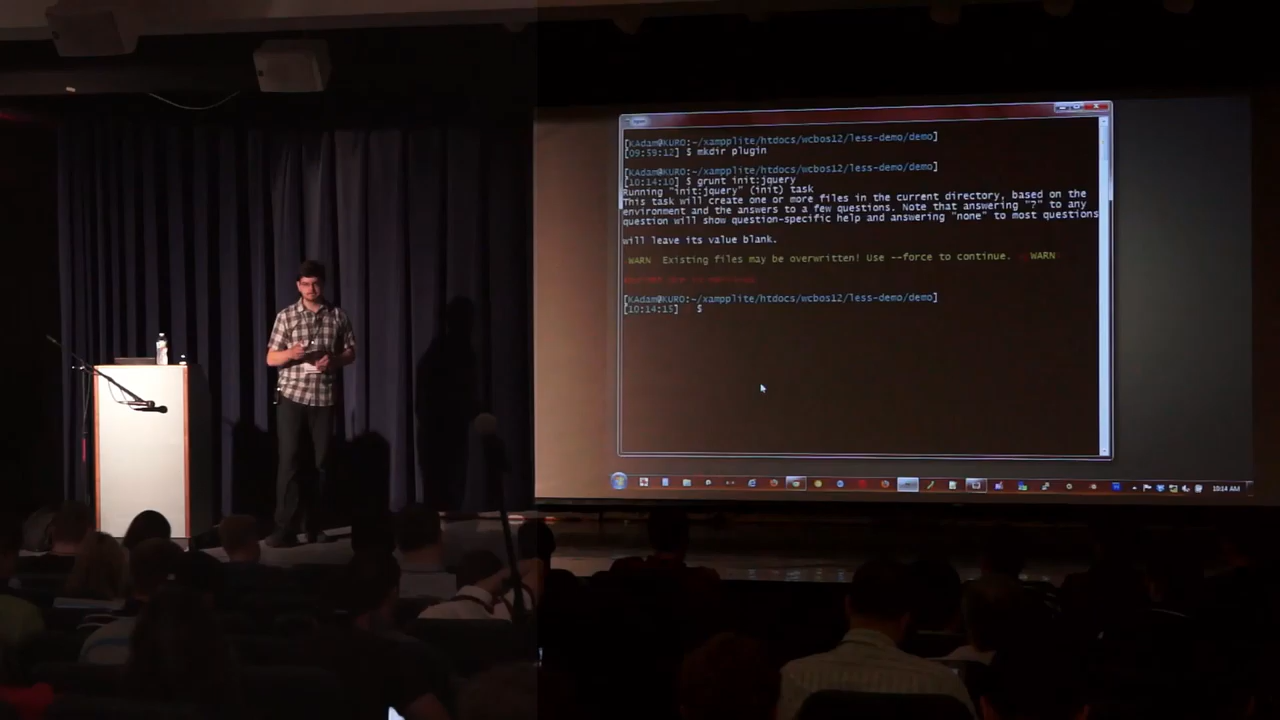 [KAdam@KURO:~/xampplite/htdocs/wcbos12/less-demo/demo]
[09:59:12] $ mkdir plugin
[KAdam@KURO:~/xampplite/htdocs/wcbos12/less-demo/demo]
[10:14:10] $ grunt init:jquery
Running "init:jquery" (init) task
This task will create one or more files in the current directory, based on the
environment and the answers to a few questions. Note that answering "?" to any
question will show question-specific help and answering "none" to most questions
will leave its value blank.
WARN Existing files may be overwritten! Use --force to continue. WARN
[KAdam@KURO:~/xampplite/htdocs/wcbos12/less-demo/demo]
[10:14:15] $
10:14 AM